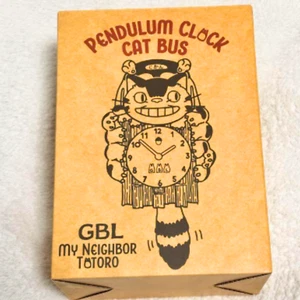 PENDULUM CLOCK
CAT BUS
GBL
MY NEIGHBOR
TOTORO